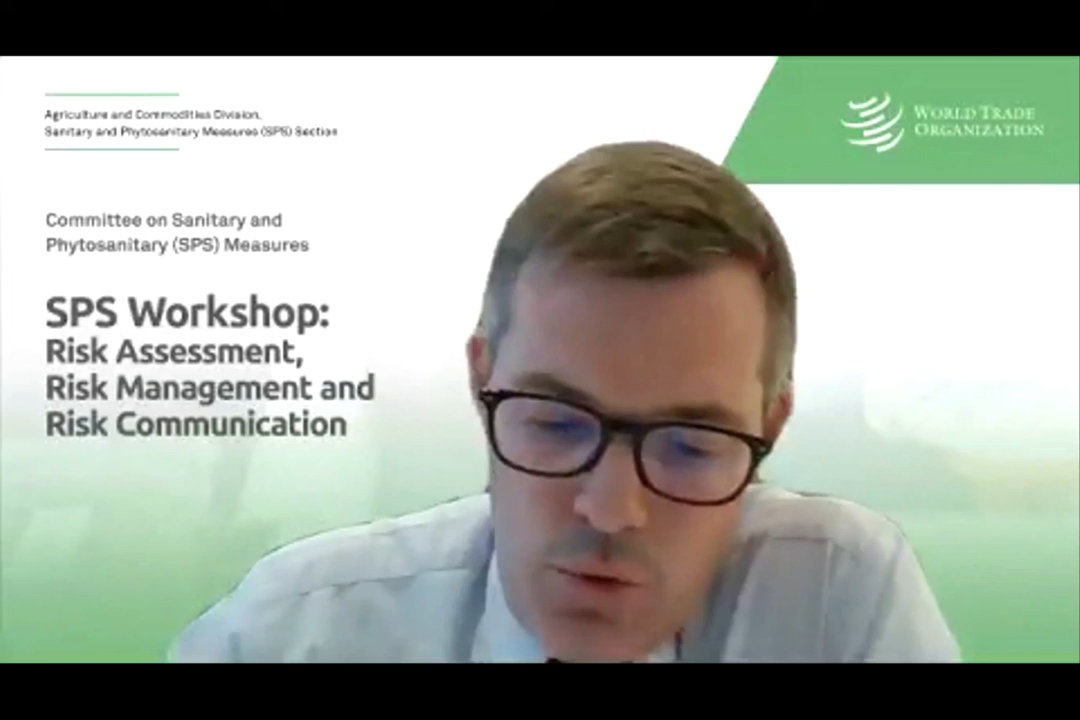 Agriculture and Commodities Division,
Sanitary and Phytosanitary Measures (SPS) Section
WORLD TRADE
ORGANIZATION
Committee on Sanitary and
Phytosanitary (SPS) Measures
SPS Workshop:
Risk Assessment,
Risk Management and
Risk Communication